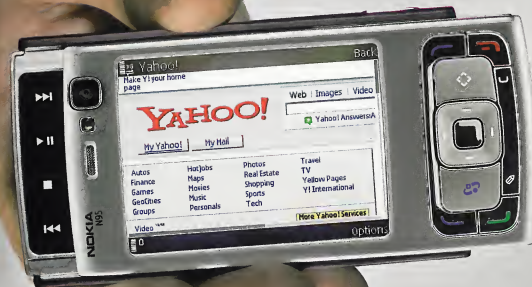 Yahoo! Back
Make Y! your home
page
YAHOO!
Web | Images | Video
Yahoo! Answers:A
My Yahoo! My Mail
Autos HotJobs Photos Travel
Finance Maps Real Estate TV
Games Movies Shopping Yellow Pages
GeoCities Music Sports Y! International
Groups Personals Tech
Video
More Yahoo! Services
0
Options
NOKIA
N95